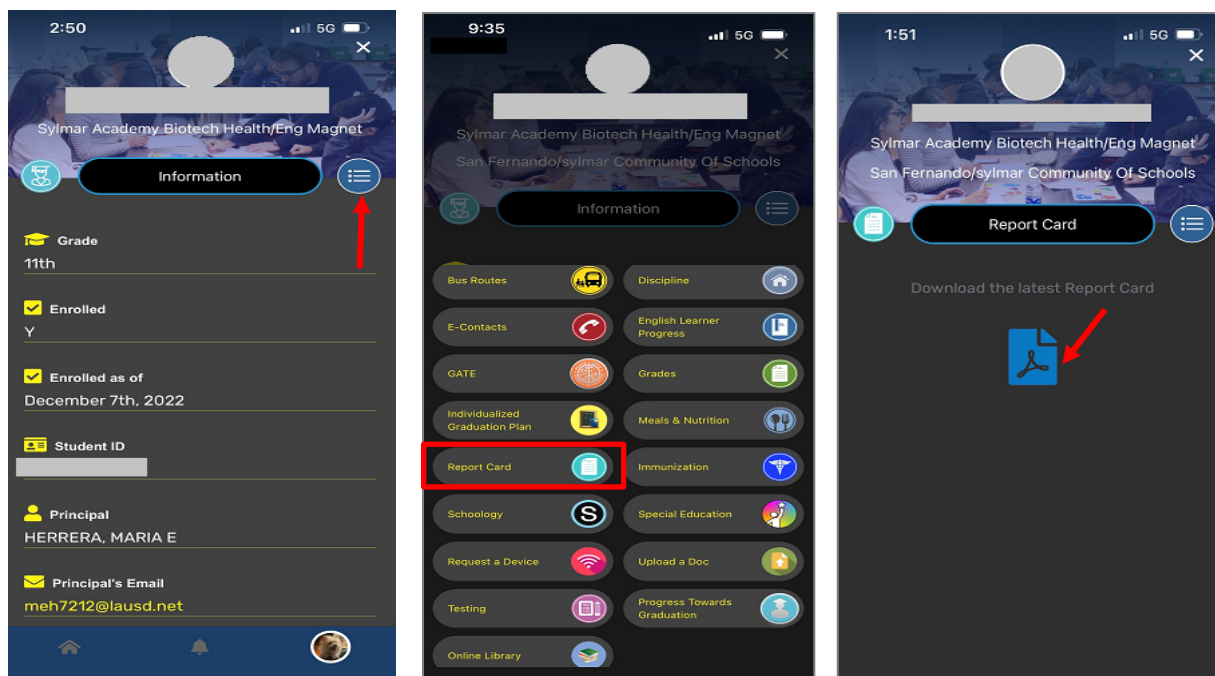 2:50
5G
Sylmar Academy Biotech Health/Eng Magnet
Information
Grade
11th
Enrolled
Y
Enrolled as of
December 7th, 2022
Student ID
Principal
HERRERA, MARIA E
Principal's Email
meh7212@lausd.net
9:35
5G
Sylmar Academy Biotech Health/Eng Magnet
San Fernando/sylmar Community Of Schools
Information
Bus Routes
Discipline
E-Contacts
English Learner
Progress
GATE
Grades
Individualized
Graduation Plan
Meals & Nutrition
Report Card
Immunization
Schoology
S
Special Education
Request a Device
Upload a Doc
Testing
Progress Towards
Graduation
Online Library
1:51
5G
Sylmar Academy Biotech Health/Eng Magnet
San Fernando/sylmar Community Of Schools
Report Card
Download the latest Report Card